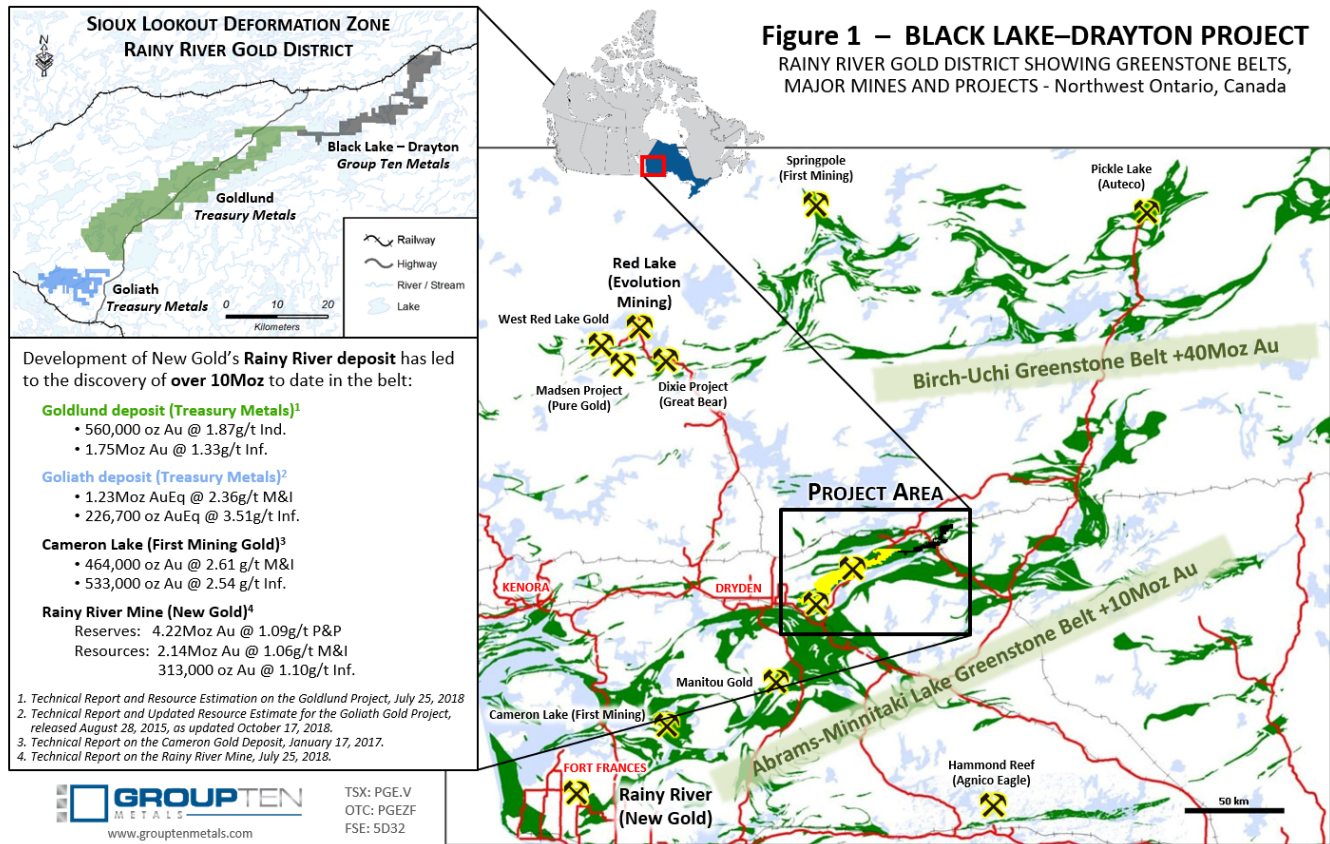 SIOUX LOOKOUT DEFORMATION ZONE
RAINY RIVER GOLD DISTRICT
N
Black Lake – Drayton
Group Ten Metals
Goldlund
Treasury Metals
Goliath
Treasury Metals
0 10 20
Kilometers
Railway
Highway
River / Stream
Lake
Figure 1 – BLACK LAKE–DRAYTON PROJECT
RAINY RIVER GOLD DISTRICT SHOWING GREENSTONE BELTS,
MAJOR MINES AND PROJECTS - Northwest Ontario, Canada
Development of New Gold's Rainy River deposit has led
to the discovery of over 10Moz to date in the belt:
Goldlund deposit (Treasury Metals)1
• 560,000 oz Au @ 1.87g/t Ind.
• 1.75Moz Au @ 1.33g/t Inf.
Goliath deposit (Treasury Metals)2
• 1.23Moz AuEq @ 2.36g/t M&I
• 226,700 oz AuEq @ 3.51g/t Inf.
Cameron Lake (First Mining Gold)3
• 464,000 oz Au @ 2.61 g/t M&I
• 533,000 oz Au @ 2.54 g/t Inf.
Rainy River Mine (New Gold)4
Reserves: 4.22Moz Au @ 1.09g/t P&P
Resources: 2.14Moz Au @ 1.06g/t M&I
313,000 oz Au @ 1.10g/t Inf.
1. Technical Report and Resource Estimation on the Goldlund Project, July 25, 2018
2. Technical Report and Updated Resource Estimate for the Goliath Gold Project,
released August 28, 2015, as updated October 17, 2018.
3. Technical Report on the Cameron Gold Deposit, January 17, 2017.
4. Technical Report on the Rainy River Mine, July 25, 2018.
GROUPTEN
METALS
www.grouptenmetals.com
TSX: PGE.V
OTC: PGEZF
FSE: 5D32
Springpole
(First Mining)
Pickle Lake
(Auteco)
Red Lake
(Evolution
Mining)
West Red Lake Gold
Madsen Project
(Pure Gold)
Dixie Project
(Great Bear)
Birch-Uchi Greenstone Belt +40Moz Au
PROJECT AREA
KENORA
DRYDEN
Abrams-Minnitaki Lake Greenstone Belt +10Moz Au
Manitou Gold
Cameron Lake (First Mining)
FORT FRANCES
Rainy River
(New Gold)
Hammond Reef
(Agnico Eagle)
50 km